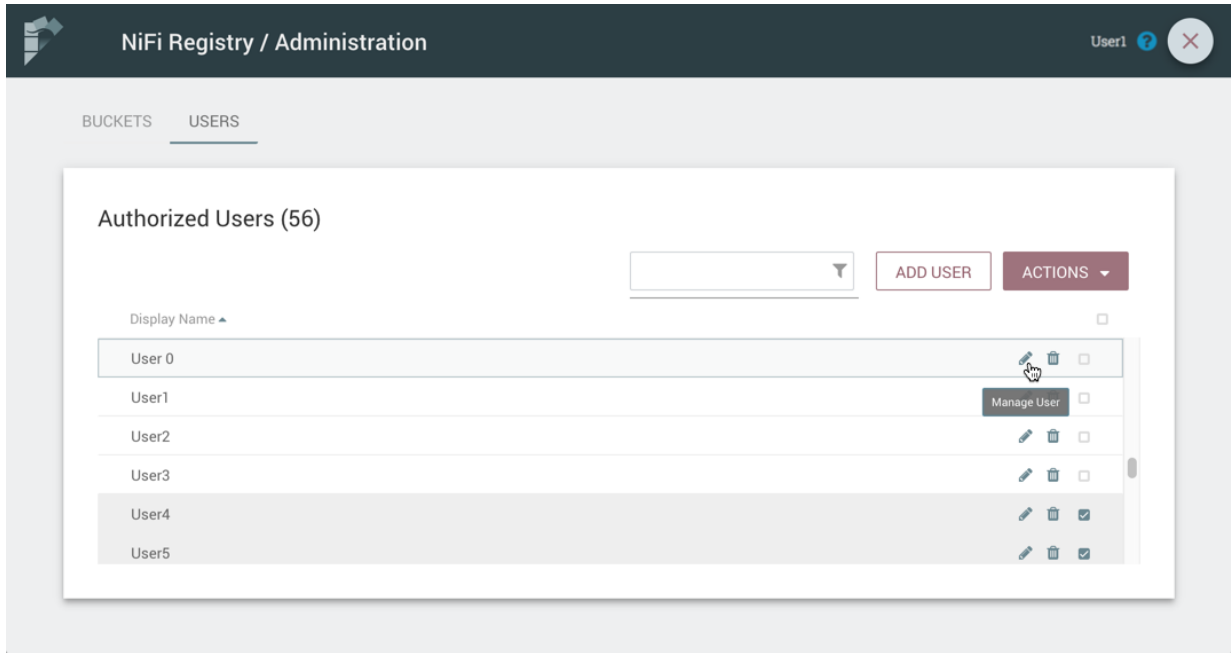 NiFi Registry / Administration
User1
BUCKETS USERS
Authorized Users (56)
ADD USER ACTIONS
Display Name
User 0
User1
Manage User
User2
User3
User4
User5